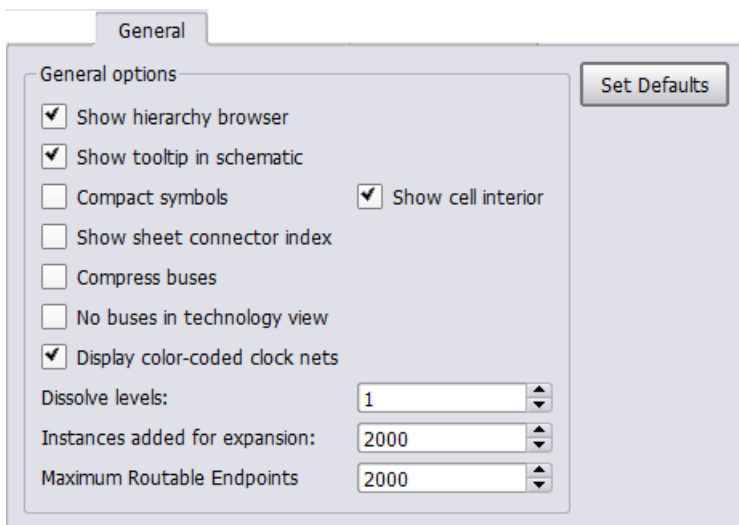 General
General options
Set Defaults
Show hierarchy browser
Show tooltip in schematic
Compact symbols Show cell interior
Show sheet connector index
Compress buses
No buses in technology view
Display color-coded clock nets
Dissolve levels: 1
Instances added for expansion: 2000
Maximum Routable Endpoints 2000